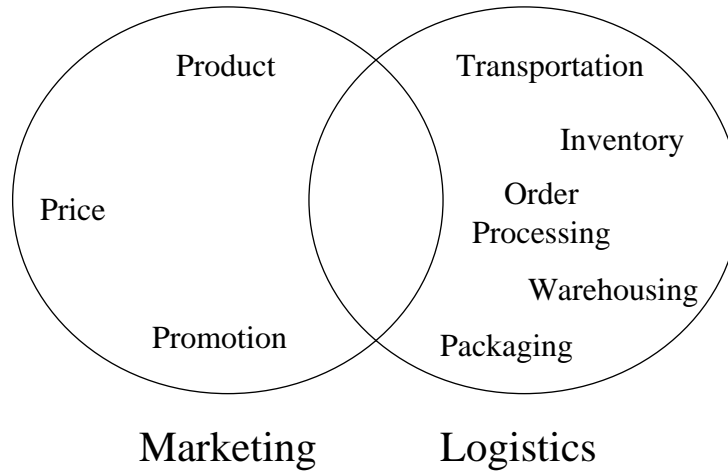 Product
Transportation
Inventory
Price
Order
Processing
Warehousing
Promotion
Packaging
Marketing
Logistics